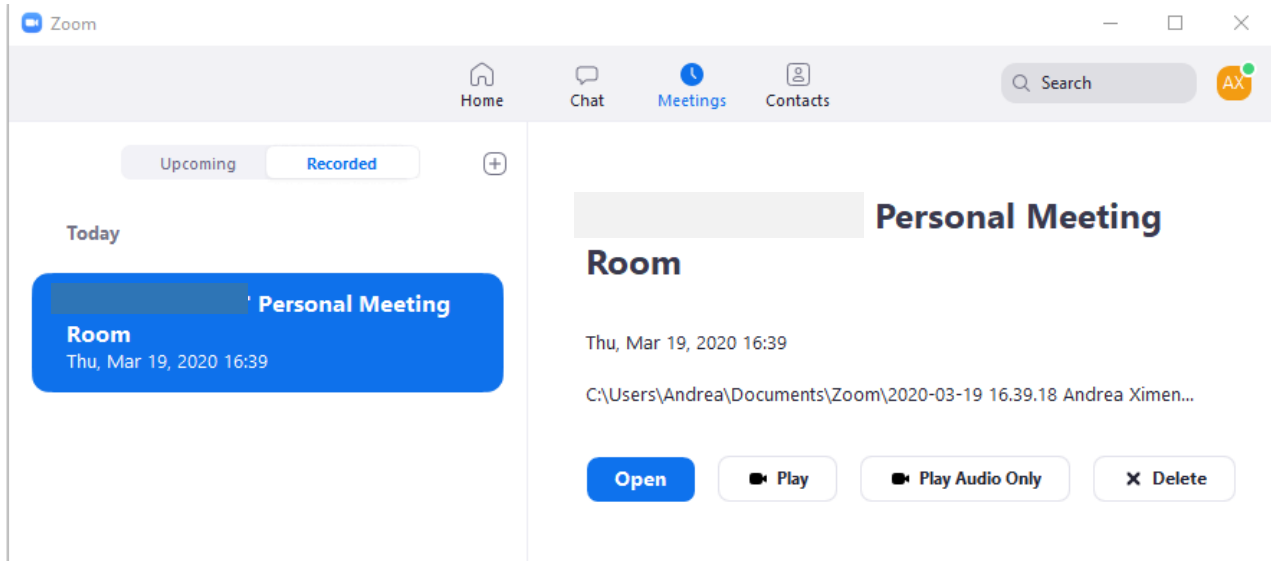 Zoom
Home Chat Meetings Contacts
Search
AX
Upcoming Recorded
Today
Personal Meeting
Room
Thu, Mar 19, 2020 16:39
Personal Meeting
Room
Thu, Mar 19, 2020 16:39
C:\Users\Andrea\Documents\Zoom\2020-03-19 16.39.18 Andrea Ximen...
Open Play Play Audio Only Delete